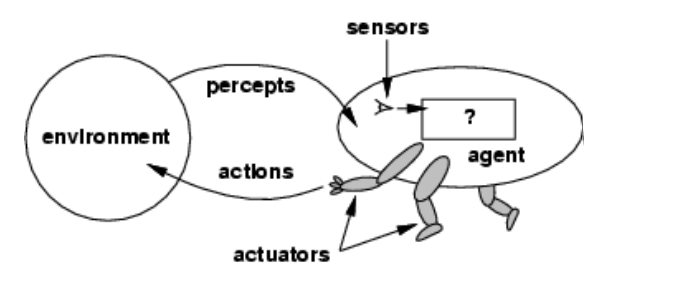 sensors
percepts
environment
?
agent
actions
actuators